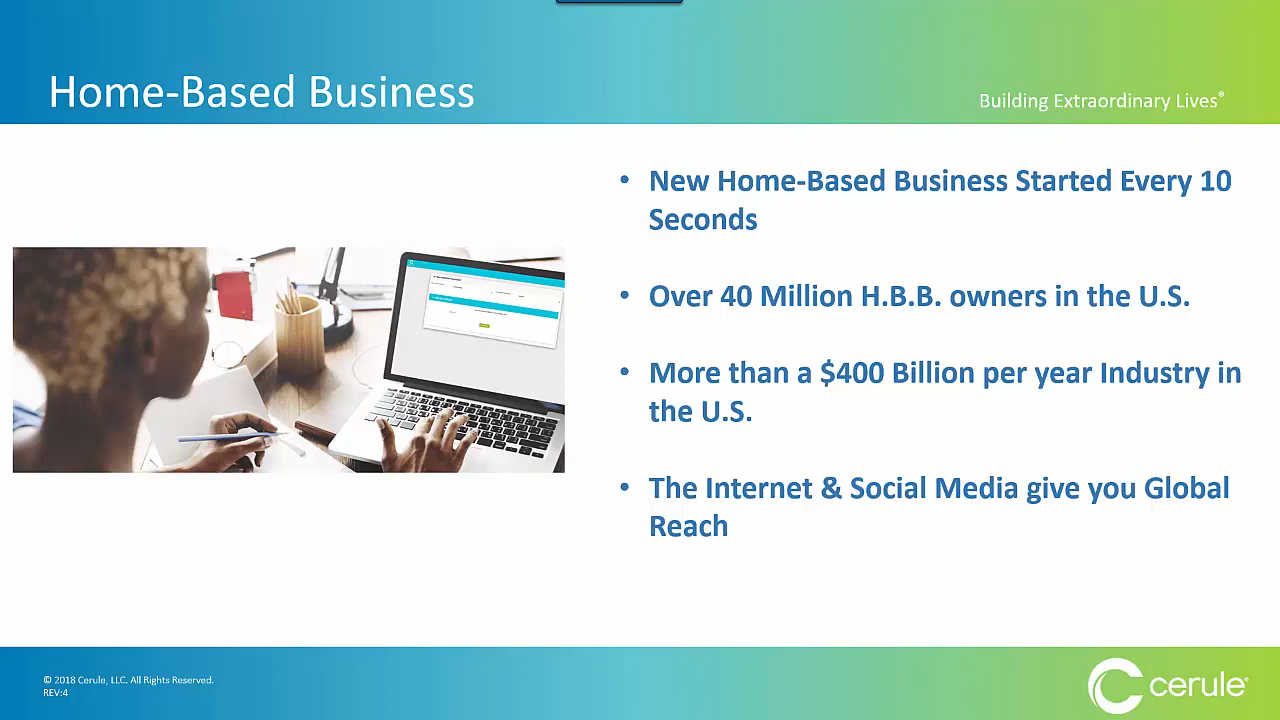 Home-Based Business
Building Extraordinary Lives®
• New Home-Based Business Started Every 10
Seconds
• Over 40 Million H.B.B. owners in the U.S.
• More than a $400 Billion per year Industry in
the U.S.
• The Internet & Social Media give you Global
Reach
© 2018 Cerule, LLC. All Rights Reserved.
REV:4
cerule®